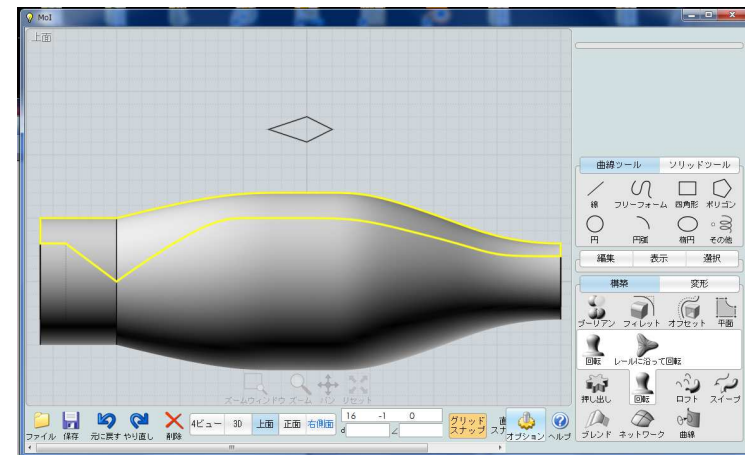 MoI
上面
曲線ツール ソリッドツール
線 フリーフォーム 四角形 ポリゴン
円 円弧 楕円 その他
編集 表示 選択
構築 変形
ブーリアン フィレット オフセット 平面
回転 レールに沿って回転
押し出し 回転 ロフト スイープ
ブレンド ネットワーク 曲線
ズームウィンドウ ズーム パン リセット
ファイル 保存 元に戻す やり直し 削除
4ビュー 3D 上面 正面 右側面
16 -1 0
d ∠
グリッド
スナップ
直
スナ
オプション ヘルプ